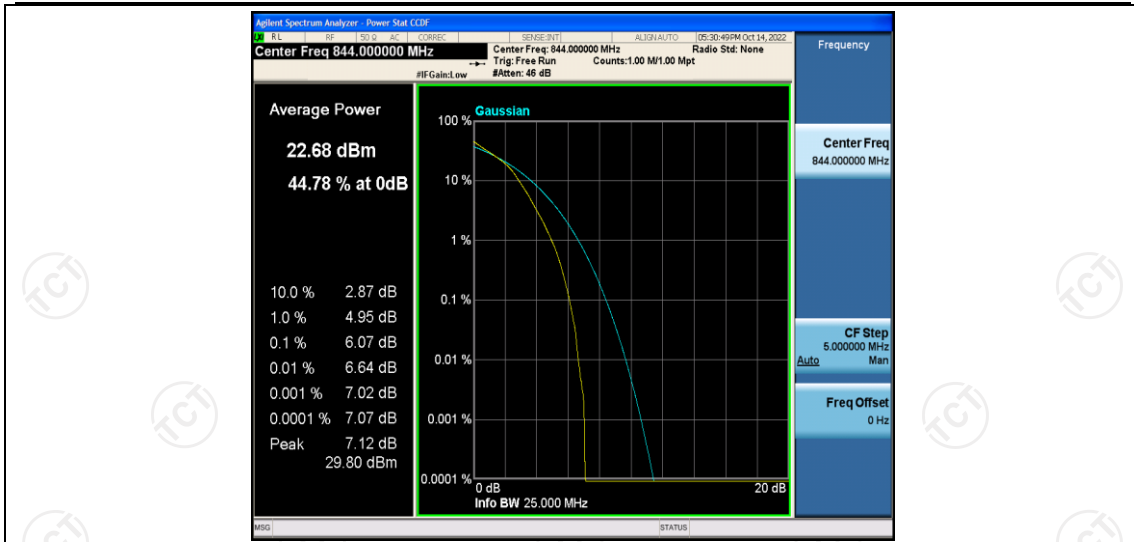 Agilent Spectrum Analyzer - Power Stat CCDF
LXI RL RF 50 Ω AC CORREC SENSE:INT ALIGN AUTO 05:30:49PM Oct 14, 2022
Center Freq 844.000000 MHz
Center Freq: 844.000000 MHz Radio Std: None
Trig: Free Run Counts:1.00 M/1.00 Mpt
#IFGain:Low #Atten: 46 dB
Frequency
Average Power
22.68 dBm
44.78 % at 0dB
10.0 % 2.87 dB
1.0 % 4.95 dB
0.1 % 6.07 dB
0.01 % 6.64 dB
0.001 % 7.02 dB
0.0001 % 7.07 dB
Peak 7.12 dB
29.80 dBm
Gaussian
100 %
10 %
1 %
0.1 %
0.01 %
0.001 %
0.0001 %
0 dB 20 dB
Info BW 25.000 MHz
Center Freq
844.000000 MHz
CF Step
5.000000 MHz
Auto Man
Freq Offset
0 Hz
MSG STATUS
TCT
TCT
TCT
TCT
TCT
TCT